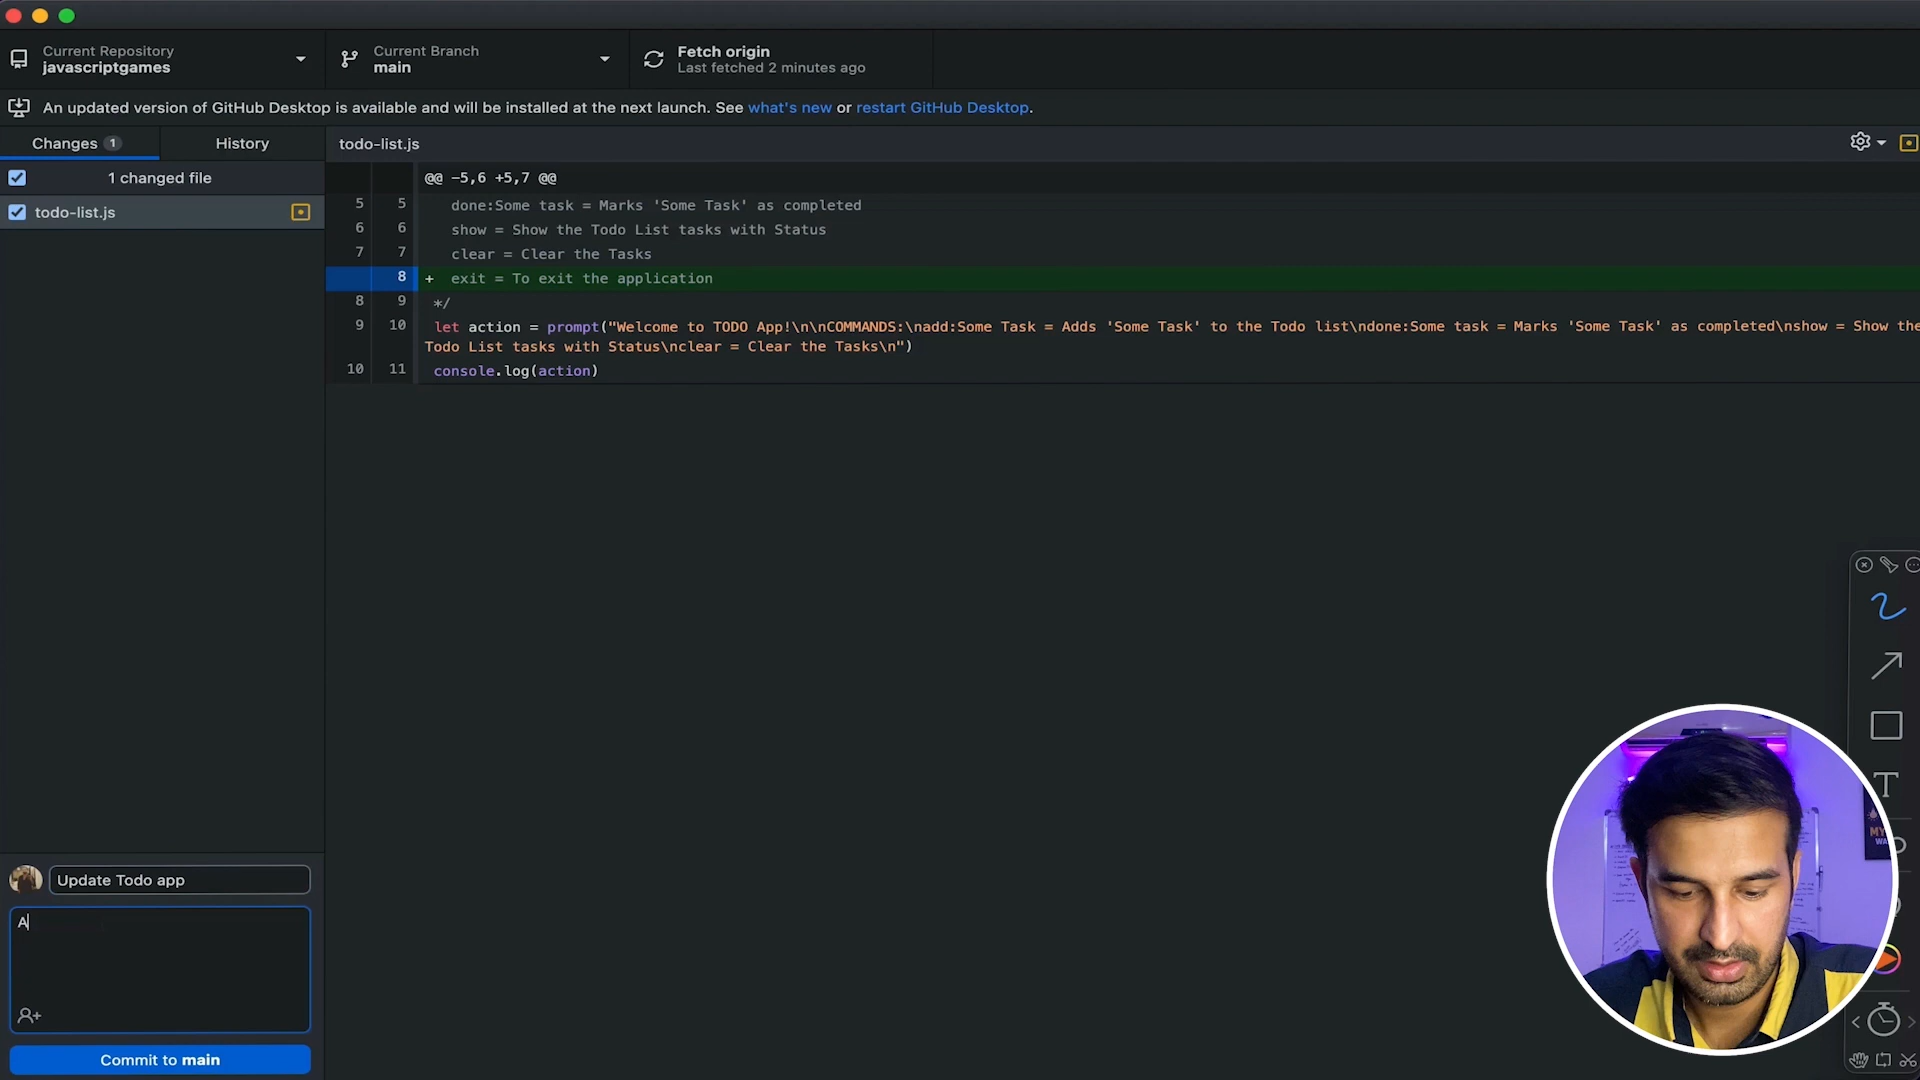 Current Repository
javascriptgames
Current Branch
main
Fetch origin
Last fetched 2 minutes ago
An updated version of GitHub Desktop is available and will be installed at the next launch. See what's new or restart GitHub Desktop.
Changes 1
History
todo-list.js
1 changed file
todo-list.js
@@ -5,6 +5,7 @@
5 5 done:Some task = Marks 'Some Task' as completed
6 6 show = Show the Todo List tasks with Status
7 7 clear = Clear the Tasks
8 + exit = To exit the application
8 9 */
9 10 let action = prompt("Welcome to TODO App!\n\nCOMMANDS:\nadd:Some Task = Adds 'Some Task' to the Todo list\ndone:Some task = Marks 'Some Task' as completed\nshow = Show the
Todo List tasks with Status\nclear = Clear the Tasks\n")
10 11 console.log(action)
Update Todo app
A
Commit to main
T
MY